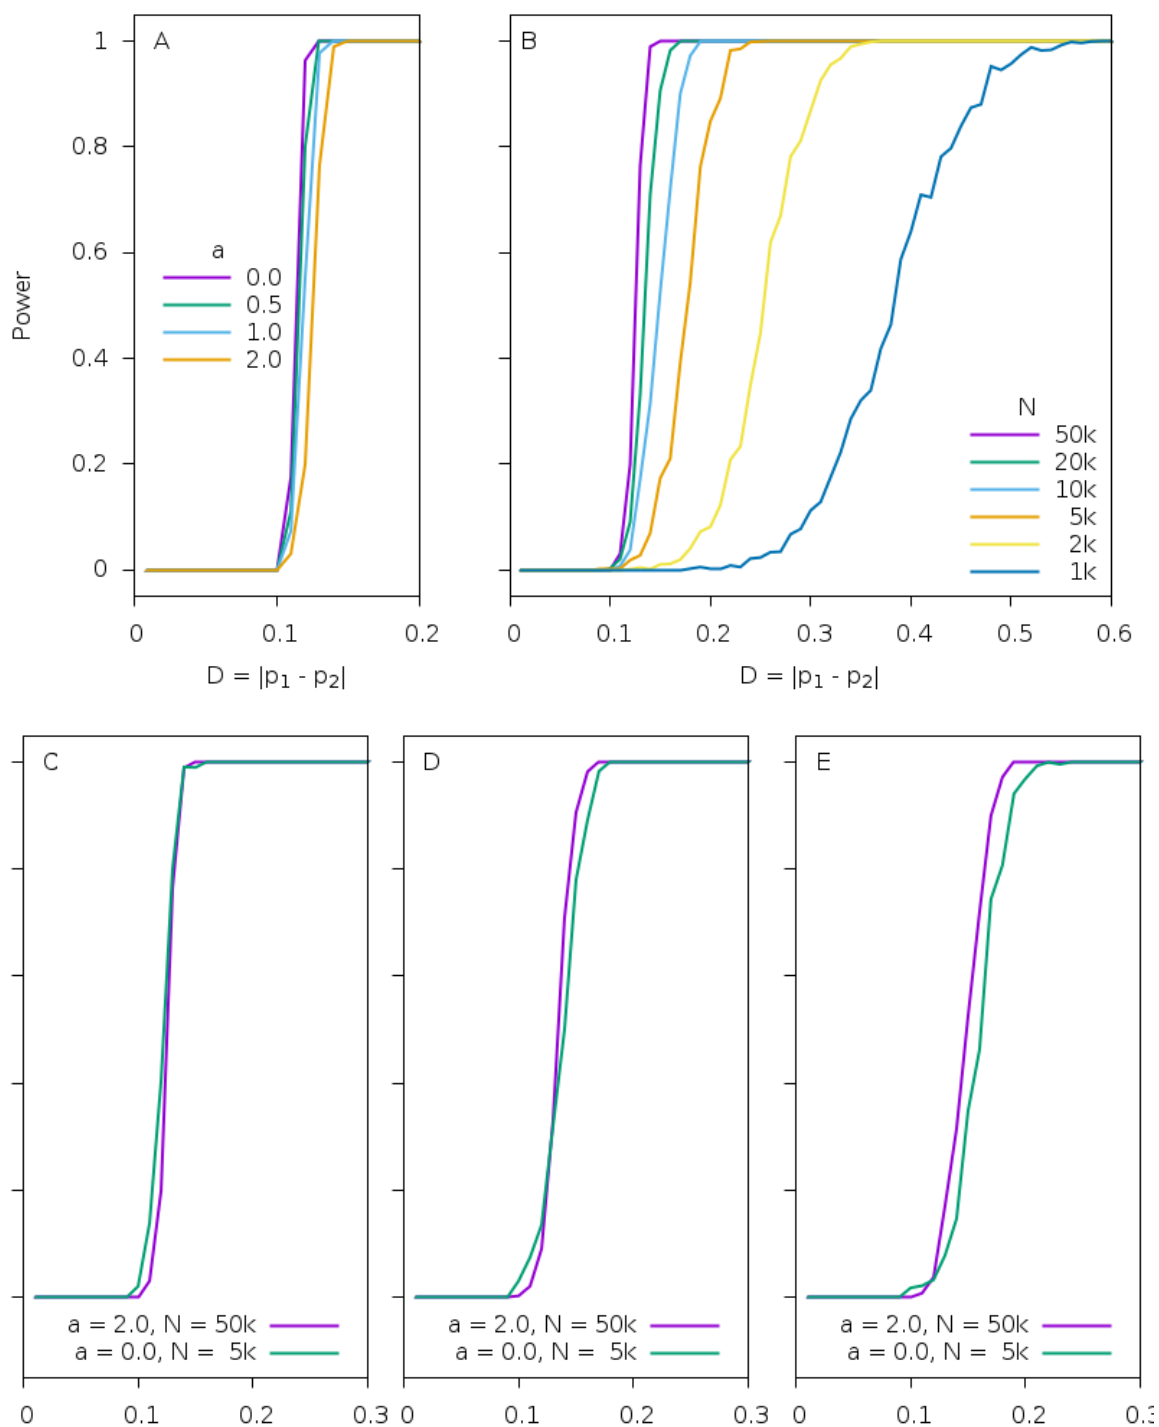 A
B
1
0.8
0.6
0.4
0.2
0
Power
a
0.0
0.5
1.0
2.0
N
50k
20k
10k
5k
2k
1k
0 0.1 0.2
0 0.1 0.2 0.3 0.4 0.5 0.6
D = |p₁ - p₂|
D = |p₁ - p₂|
C
D
E
a = 2.0, N = 50k
a = 0.0, N = 5k
a = 2.0, N = 50k
a = 0.0, N = 5k
a = 2.0, N = 50k
a = 0.0, N = 5k
0 0.1 0.2 0.3
0 0.1 0.2 0.3
0 0.1 0.2 0.3